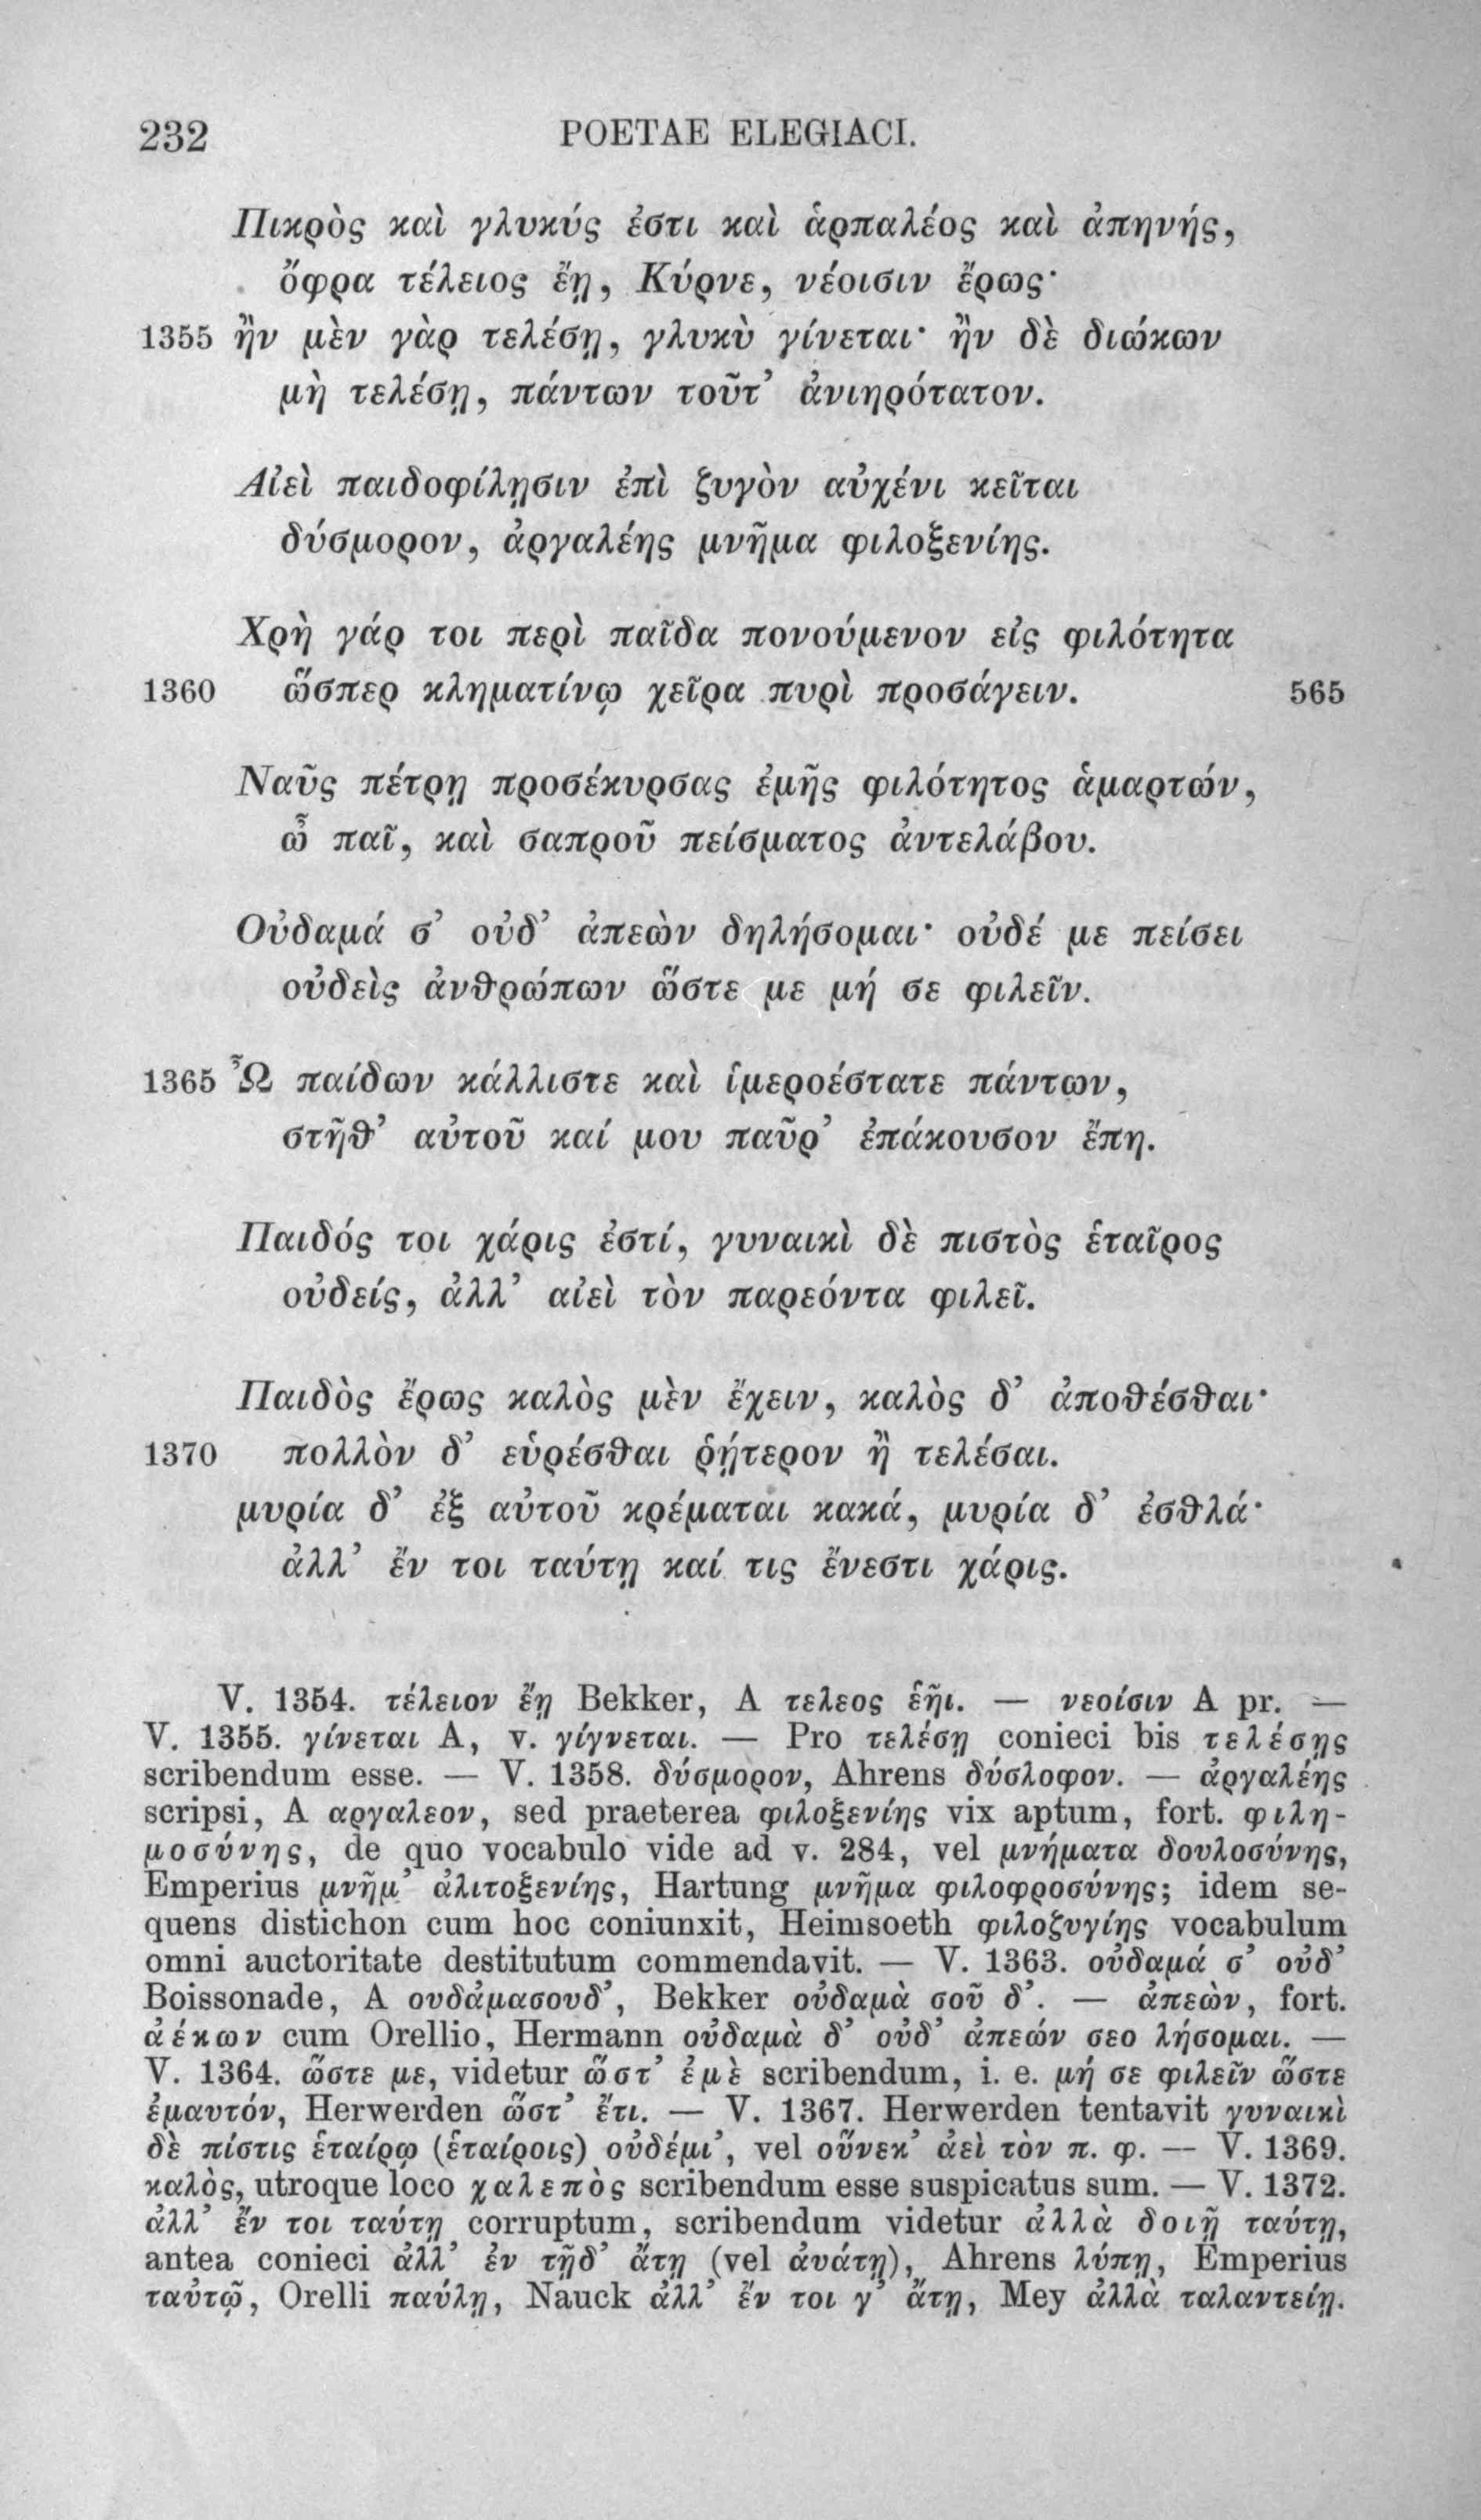 232 POETAE ELEGIACI.
Πικρὸς καὶ γλυκύς ἐστι καὶ ἁρπαλέος καὶ ἀπηνής,
ὄφρα τέλειος ἔῃ, Κύρνε, νέοισιν ἔρως·
1355 ἢν μὲν γὰρ τελέσῃ, γλυκὺ γίνεται· ἢν δὲ διώκων
μὴ τελέσῃ, πάντων τοῦτ’ ἀνιηρότατον.
Αἰεὶ παιδοφίλῃσιν ἐπὶ ζυγὸν αὐχένι κεῖται
δύσμορον, ἀργαλέης μνῆμα φιλοξενίης.
Χρὴ γάρ τοι περὶ παῖδα πονούμενον εἰς φιλότητα
1360 ὥσπερ κληματίνῳ χεῖρα πυρὶ προσάγειν. 565
Ναῦς πέτρῃ προσέκυρσας ἐμῆς φιλότητος ἁμαρτών,
ὦ παῖ, καὶ σαπροῦ πείσματος ἀντελάβου.
Οὐδαμά σ’ οὐδ’ ἀπεὼν δηλήσομαι· οὐδέ με πείσει
οὐδεὶς ἀνθρώπων ὥστε με μή σε φιλεῖν.
1365 Ὦ παίδων κάλλιστε καὶ ἱμεροέστατε πάντων,
στῆθ’ αὐτοῦ καί μου παῦρ’ ἐπάκουσον ἔπη.
Παιδός τοι χάρις ἐστί, γυναικὶ δὲ πιστὸς ἑταῖρος
οὐδείς, ἀλλ’ αἰεὶ τὸν παρεόντα φιλεῖ.
Παιδὸς ἔρως καλὸς μὲν ἔχειν, καλὸς δ’ ἀποθέσθαι·
1370 πολλὸν δ’ εὑρέσθαι ῥῄτερον ἢ τελέσαι.
μυρία δ’ ἐξ αὐτοῦ κρέμαται κακά, μυρία δ’ ἐσθλά·
ἀλλ’ ἔν τοι ταύτῃ καί τις ἔνεστι χάρις.
V. 1354. τέλειον ἔῃ Bekker, A τελεος ἑῆι. — νεοίσιν A pr. —
V. 1355. γίνεται A, v. γίγνεται. — Pro τελέσῃ conieci bis τελέσῃς
scribendum esse. — V. 1358. δύσμορον, Ahrens δύσλοφον. — ἀργαλέης
scripsi, A αργαλεον, sed praeterea φιλοξενίης vix aptum, fort. φιλη-
μοσύνης, de quo vocabulo vide ad v. 284, vel μνήματα δουλοσύνης,
Emperius μνῆμ’ ἀλιτοξενίης, Hartung μνῆμα φιλοφροσύνης; idem se-
quens distichon cum hoc coniunxit, Heimsoeth φιλοζυγίης vocabulum
omni auctoritate destitutum commendavit. — V. 1363. οὐδαμά σ’ οὐδ’
Boissonade, A ουδάμασουδ’, Bekker οὐδαμὰ σοῦ δ’. — ἀπεὼν, fort.
ἀέκων cum Orellio, Hermann οὐδαμὰ δ’ οὐδ’ ἀπεών σεο λήσομαι. —
V. 1364. ὥστε με, videtur ὥστ’ ἐμὲ scribendum, i. e. μή σε φιλεῖν ὥστε
ἐμαυτόν, Herwerden ὥστ’ ἔτι. — V. 1367. Herwerden tentavit γυναικὶ
δὲ πίστις ἑταίρῳ (ἑταίροις) οὐδέμι’, vel οὕνεκ’ ἀεὶ τὸν π. φ. — V. 1369.
καλὸς, utroque loco χαλεπὸς scribendum esse suspicatus sum. — V. 1372.
ἀλλ’ ἔν τοι ταύτῃ corruptum, scribendum videtur ἀλλὰ δοιῇ ταύτῃ,
antea conieci ἀλλ’ ἐν τῇδ’ ἄτῃ (vel ἀνάτῃ), Ahrens λύπῃ, Emperius
ταὐτῷ, Orelli παύλῃ, Nauck ἀλλ’ ἔν τοι γ’ ἄτῃ, Mey ἀλλὰ ταλαντείῃ.